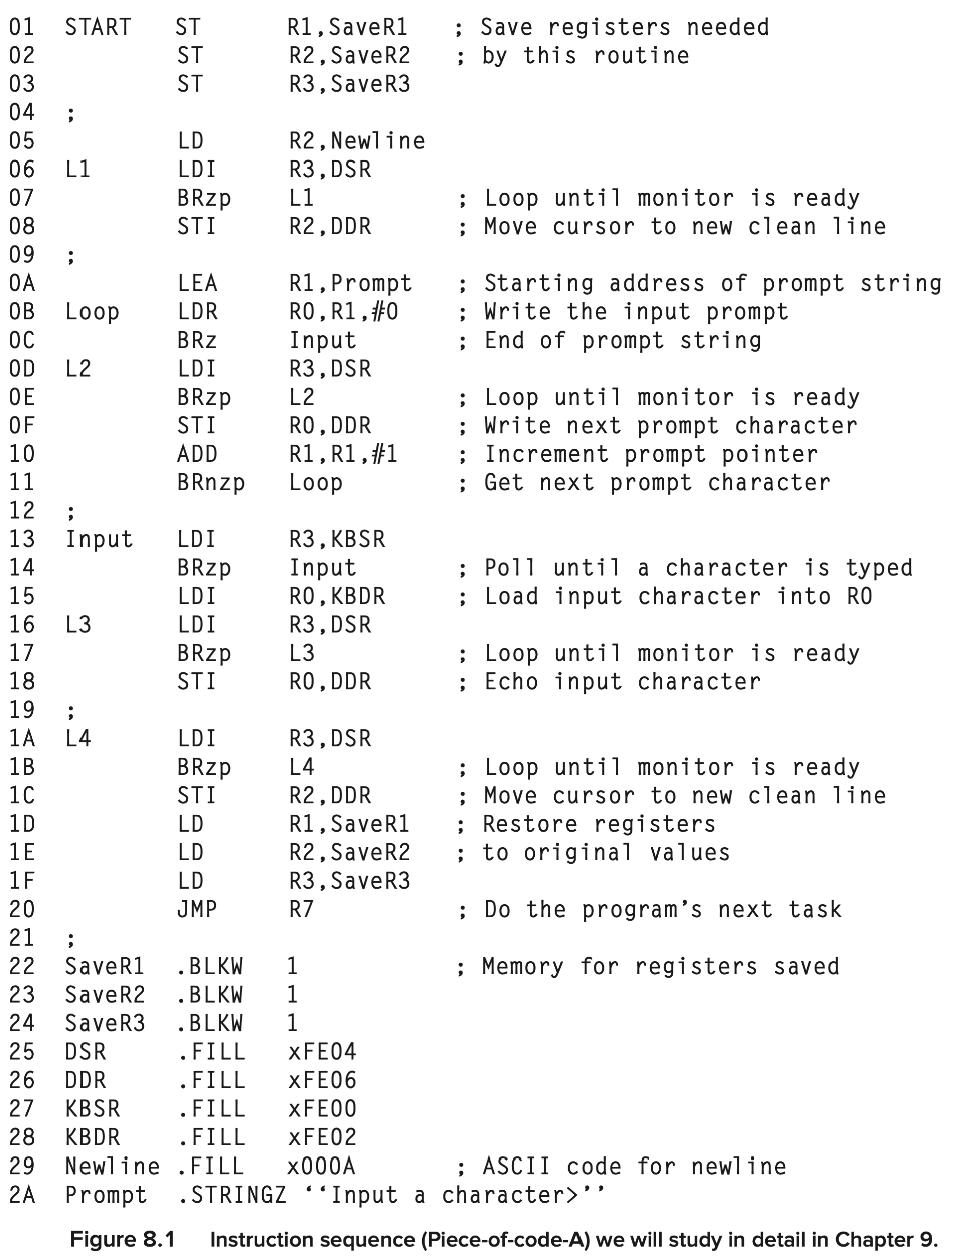 01 START ST R1,SaveR1 ; Save registers needed
02 ST R2,SaveR2 ; by this routine
03 ST R3,SaveR3
04 ;
05 LD R2,Newline
06 L1 LDI R3,DSR
07 BRzp L1 ; Loop until monitor is ready
08 STI R2,DDR ; Move cursor to new clean line
09 ;
0A LEA R1,Prompt ; Starting address of prompt string
0B Loop LDR R0,R1,#0 ; Write the input prompt
0C BRz Input ; End of prompt string
0D L2 LDI R3,DSR
0E BRzp L2 ; Loop until monitor is ready
0F STI R0,DDR ; Write next prompt character
10 ADD R1,R1,#1 ; Increment prompt pointer
11 BRnzp Loop ; Get next prompt character
12 ;
13 Input LDI R3,KBSR
14 BRzp Input ; Poll until a character is typed
15 LDI R0,KBDR ; Load input character into R0
16 L3 LDI R3,DSR
17 BRzp L3 ; Loop until monitor is ready
18 STI R0,DDR ; Echo input character
19 ;
1A L4 LDI R3,DSR
1B BRzp L4 ; Loop until monitor is ready
1C STI R2,DDR ; Move cursor to new clean line
1D LD R1,SaveR1 ; Restore registers
1E LD R2,SaveR2 ; to original values
1F LD R3,SaveR3
20 JMP R7 ; Do the program's next task
21 ;
22 SaveR1 .BLKW 1 ; Memory for registers saved
23 SaveR2 .BLKW 1
24 SaveR3 .BLKW 1
25 DSR .FILL xFE04
26 DDR .FILL xFE06
27 KBSR .FILL xFE00
28 KBDR .FILL xFE02
29 Newline .FILL x000A ; ASCII code for newline
2A Prompt .STRINGZ ‘‘Input a character>’’
Figure 8.1 Instruction sequence (Piece-of-code-A) we will study in detail in Chapter 9.